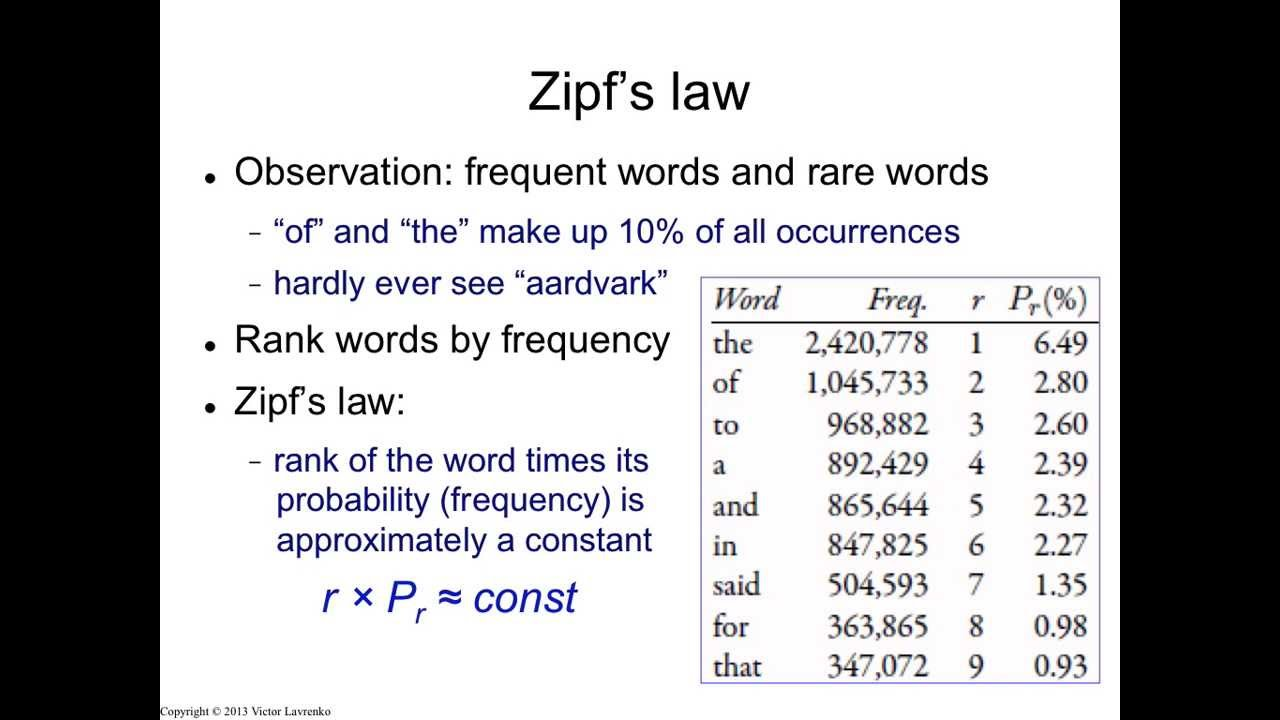 Zipf’s law
● Observation: frequent words and rare words
– “of” and “the” make up 10% of all occurrences
– hardly ever see “aardvark”
● Rank words by frequency
● Zipf’s law:
– rank of the word times its
probability (frequency) is
approximately a constant
r × Pr ≈ const
Word Freq. r Pr(%)
the 2,420,778 1 6.49
of 1,045,733 2 2.80
to 968,882 3 2.60
a 892,429 4 2.39
and 865,644 5 2.32
in 847,825 6 2.27
said 504,593 7 1.35
for 363,865 8 0.98
that 347,072 9 0.93
Copyright © 2013 Victor Lavrenko